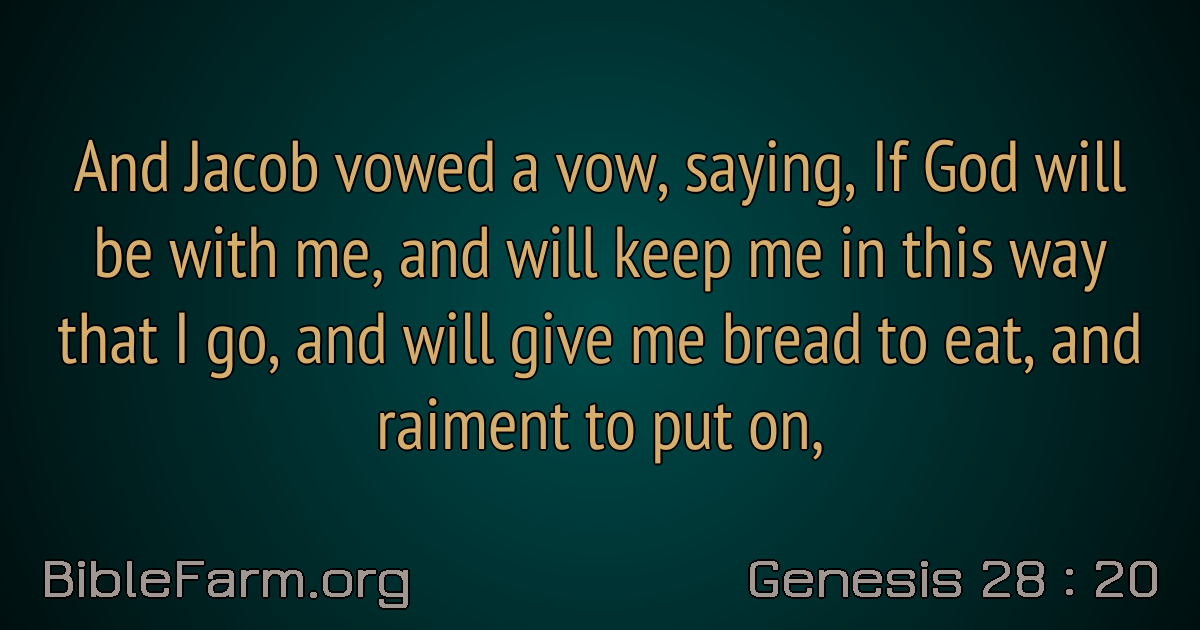 And Jacob vowed a vow, saying, If God will
be with me, and will keep me in this way
that I go, and will give me bread to eat, and
raiment to put on,
BibleFarm.org
Genesis 28 : 20